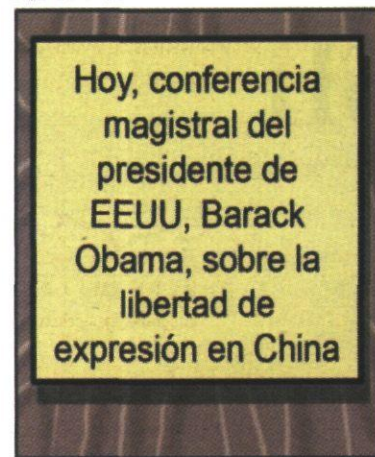 Hoy, conferencia
magistral del
presidente de
EEUU, Barack
Obama, sobre la
libertad de
expresión en China